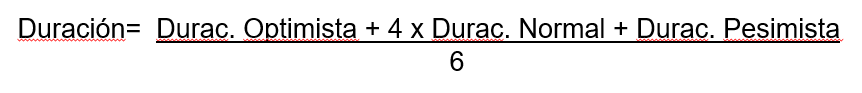 Duración= Durac. Optimista + 4 x Durac. Normal + Durac. Pesimista
6